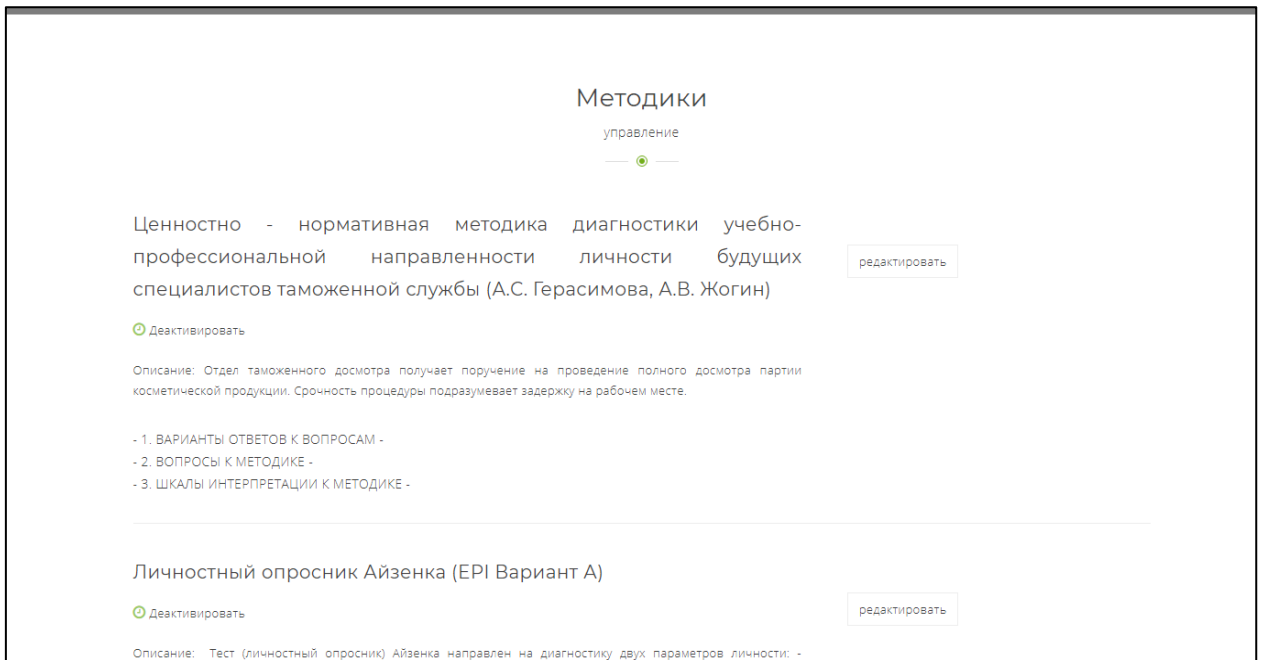 Методики
управление
Ценностно - нормативная методика диагностики учебно-
профессиональной направленности личности будущих
специалистов таможенной службы (А.С. Герасимова, А.В. Жогин)
редактировать
Деактивировать
Описание: Отдел таможенного досмотра получает поручение на проведение полного досмотра партии
косметической продукции. Срочность процедуры подразумевает задержку на рабочем месте.
- 1. ВАРИАНТЫ ОТВЕТОВ К ВОПРОСАМ -
- 2. ВОПРОСЫ К МЕТОДИКЕ -
- 3. ШКАЛЫ ИНТЕРПРЕТАЦИИ К МЕТОДИКЕ -
Личностный опросник Айзенка (EPI Вариант А)
редактировать
Деактивировать
Описание: Тест (личностный опросник) Айзенка направлен на диагностику двух параметров личности: -